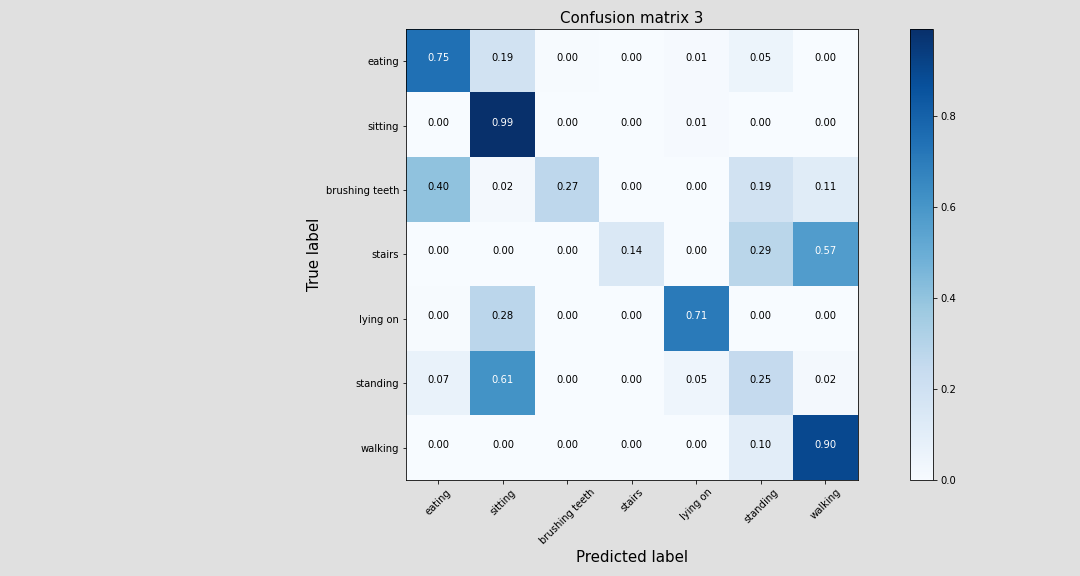 Confusion matrix 3
eating 0.75 0.19 0.00 0.00 0.01 0.05 0.00
sitting 0.00 0.99 0.00 0.00 0.01 0.00 0.00
brushing teeth 0.40 0.02 0.27 0.00 0.00 0.19 0.11
stairs 0.00 0.00 0.00 0.14 0.00 0.29 0.57
lying on 0.00 0.28 0.00 0.00 0.71 0.00 0.00
standing 0.07 0.61 0.00 0.00 0.05 0.25 0.02
walking 0.00 0.00 0.00 0.00 0.00 0.10 0.90
True label
eating sitting brushing teeth stairs lying on standing walking
Predicted label
0.8
0.6
0.4
0.2
0.0